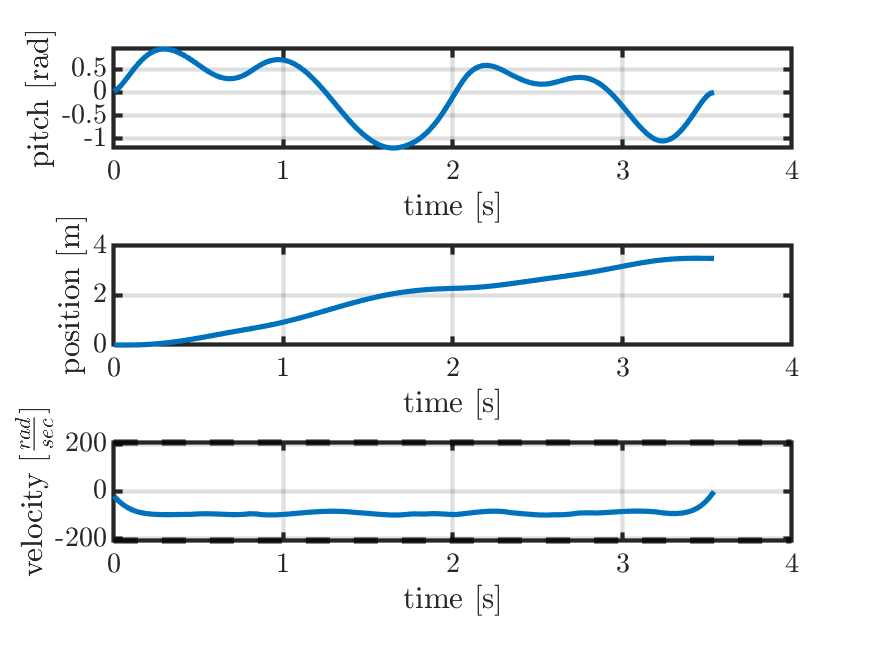 pitch [rad]
0.5
0
-0.5
-1
0 1 2 3 4
time [s]
position [m]
4
2
0
0 1 2 3 4
time [s]
velocity [rad/sec]
200
0
-200
0 1 2 3 4
time [s]